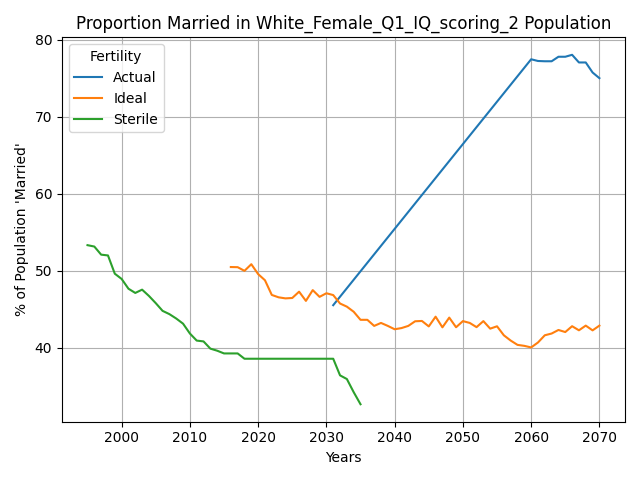 Proportion Married in White_Female_Q1_IQ_scoring_2 Population
Fertility
Actual
Ideal
Sterile
% of Population 'Married'
80
70
60
50
40
2000
2010
2020
2030
2040
2050
2060
2070
Years